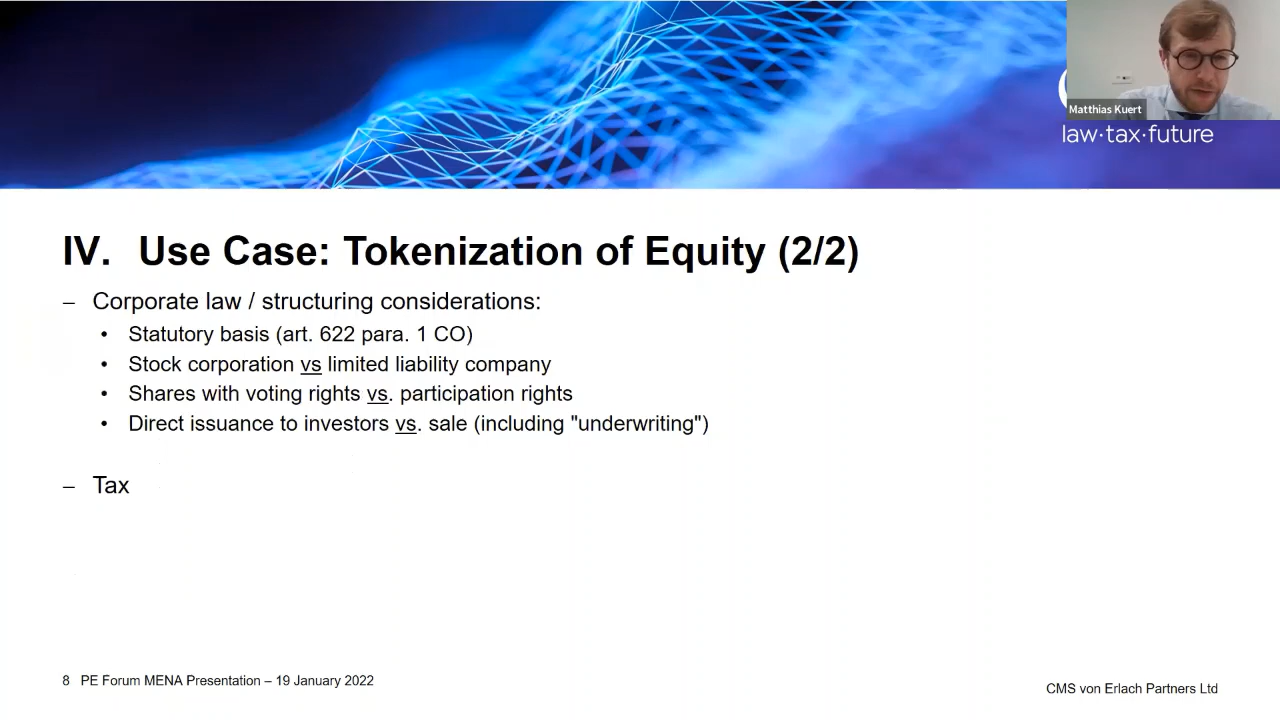 Matthias Kuert
law·tax·future
IV. Use Case: Tokenization of Equity (2/2)
– Corporate law / structuring considerations:
• Statutory basis (art. 622 para. 1 CO)
• Stock corporation vs limited liability company
• Shares with voting rights vs. participation rights
• Direct issuance to investors vs. sale (including "underwriting")
– Tax
8 PE Forum MENA Presentation – 19 January 2022
CMS von Erlach Partners Ltd